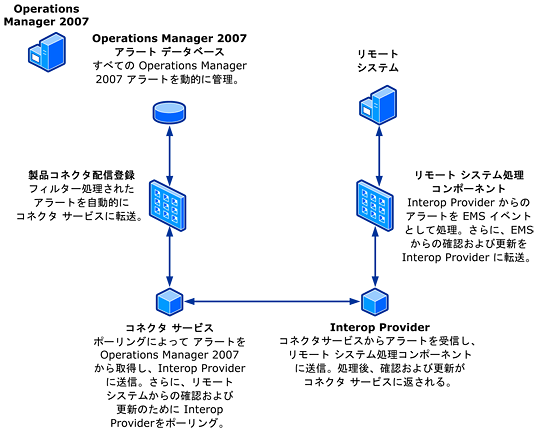 Operations
Manager 2007
Operations Manager 2007
アラート データベース
すべての Operations Manager
2007 アラートを動的に管理。
リモート
システム
製品コネクタ配信登録
フィルター処理された
アラートを自動的に
コネクタ サービスに転送。
リモート システム処理
コンポーネント
Interop Provider からの
アラートを EMS イベント
として処理。さらに、EMS
からの確認および更新を
Interop Provider に転送。
コネクタ サービス
ポーリングによって アラートを
Operations Manager 2007
から取得し、Interop Provider
に送信。さらに、リモート
システムからの確認および
更新のために Interop
Providerをポーリング。
Interop Provider
コネクタサービスからアラートを受信し、
リモート システム処理コンポーネント
に送信。処理後、確認および更新が
コネクタ サービスに返される。